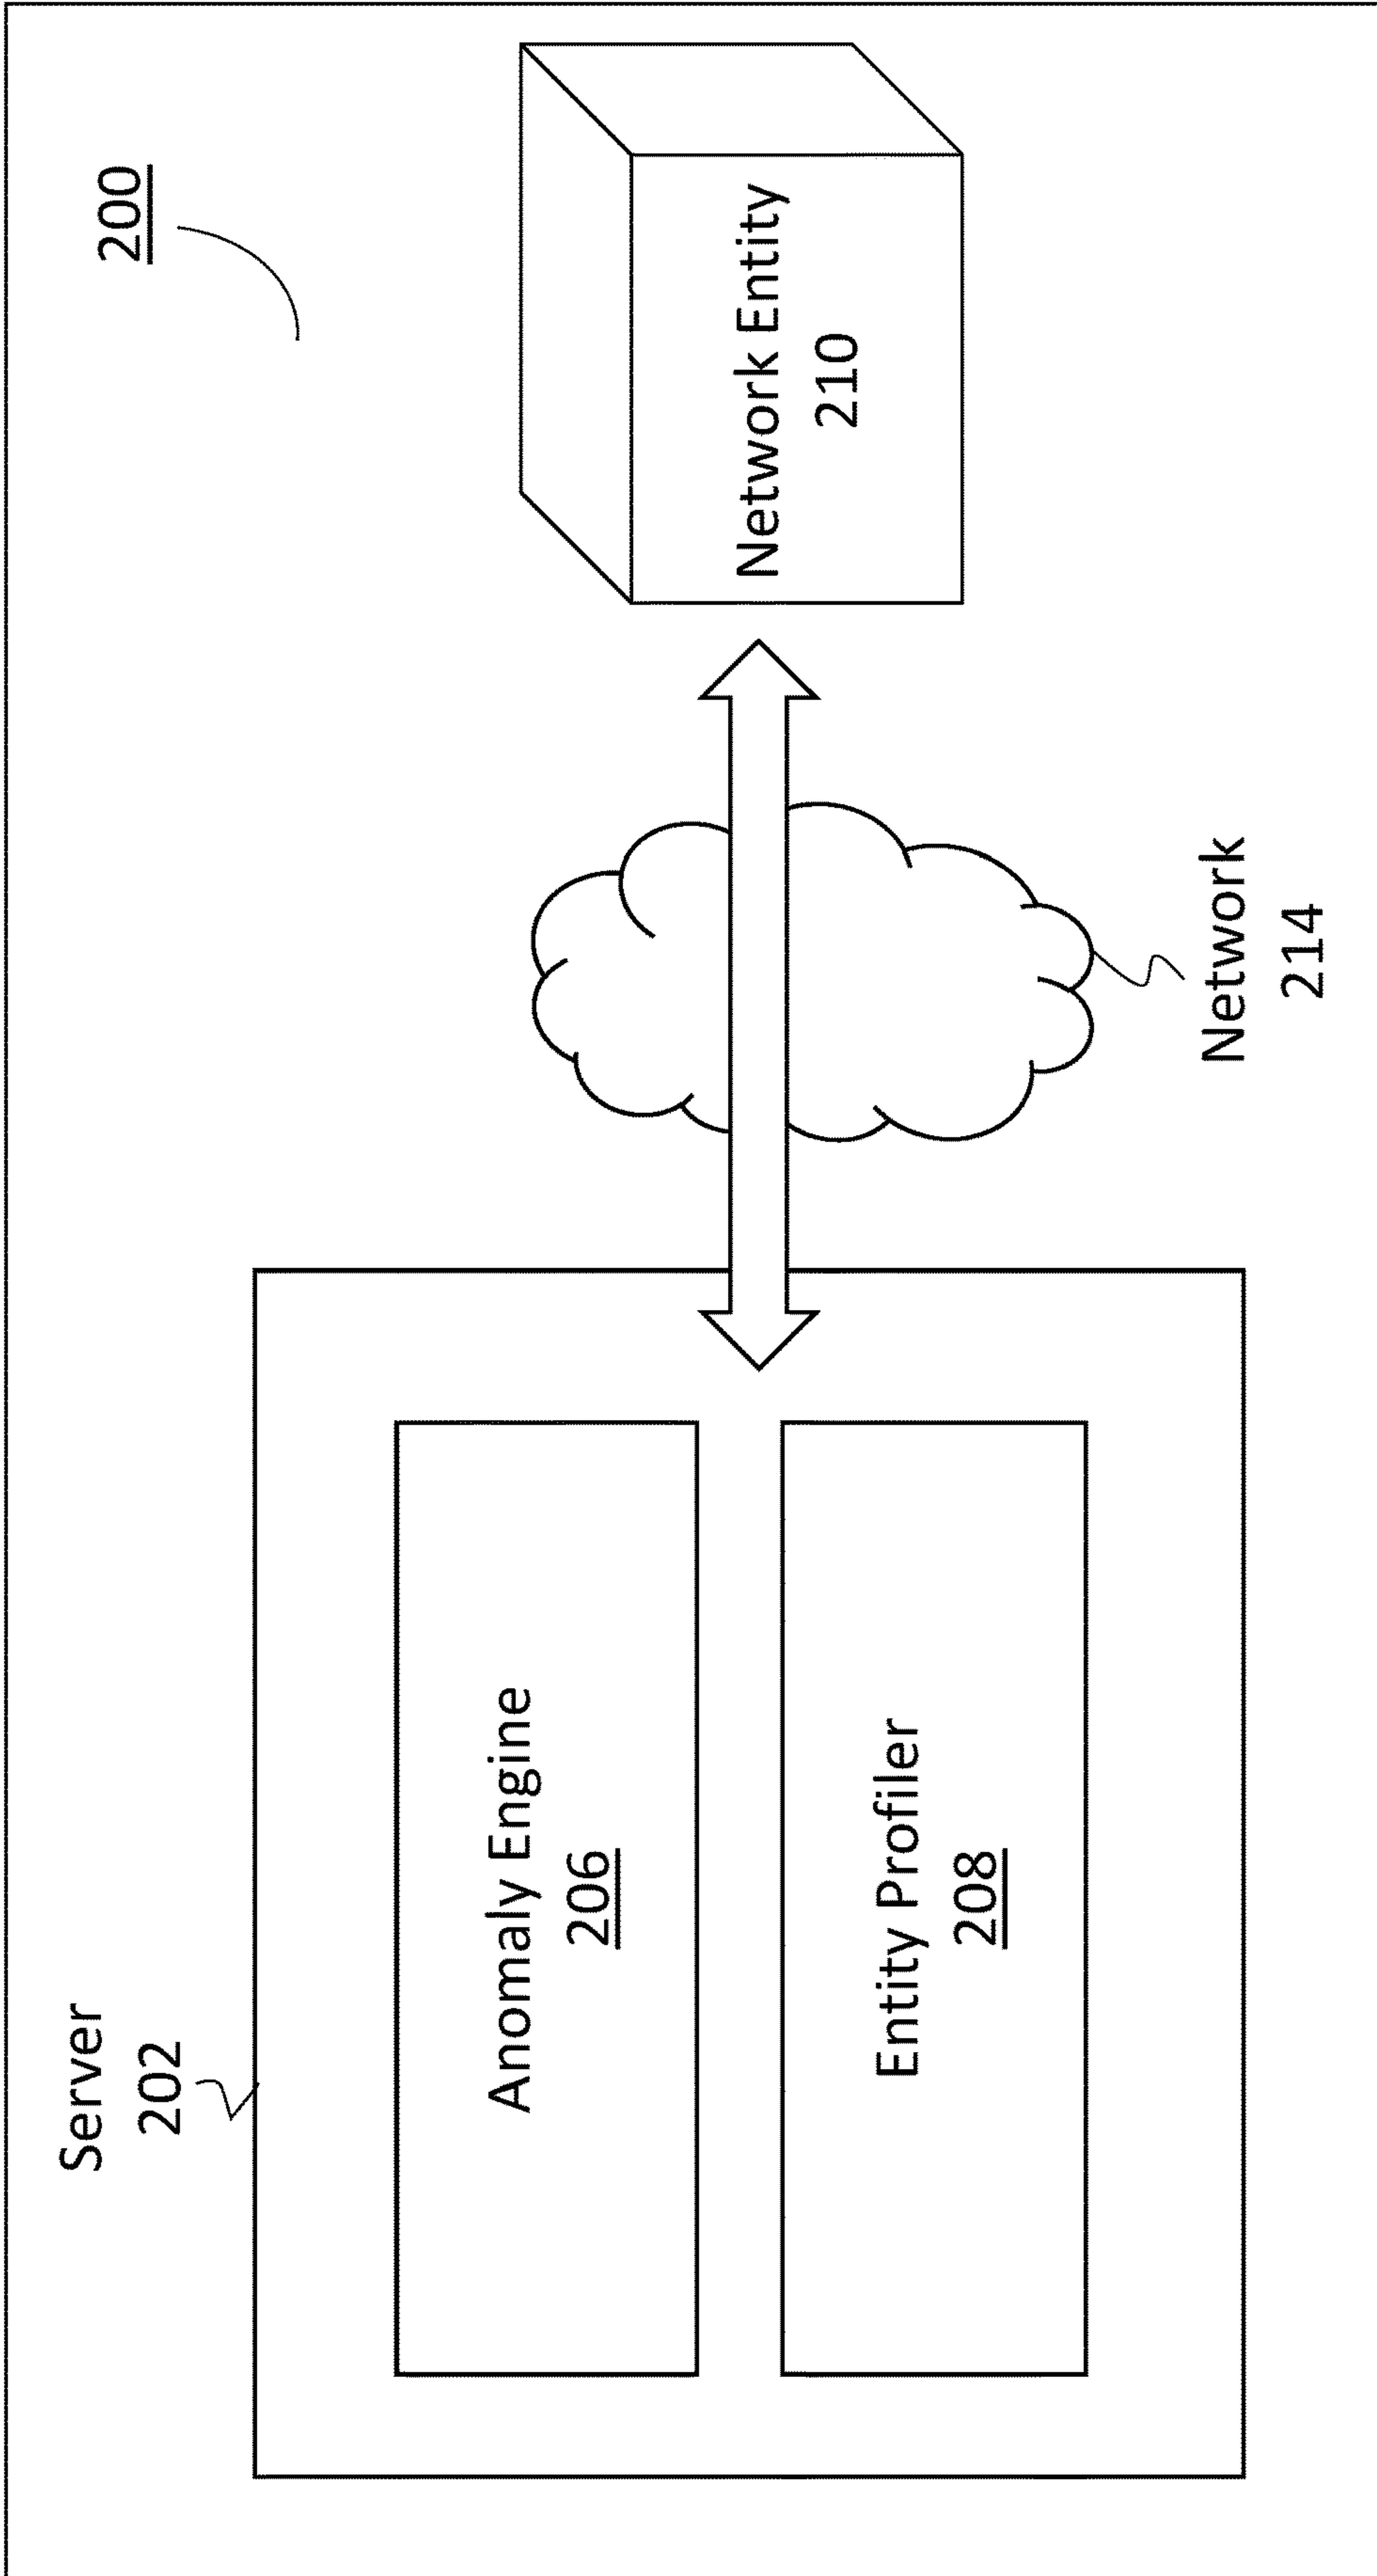 Server
202
200
Anomaly Engine
206
Entity Profiler
208
Network Entity
210
Network
214